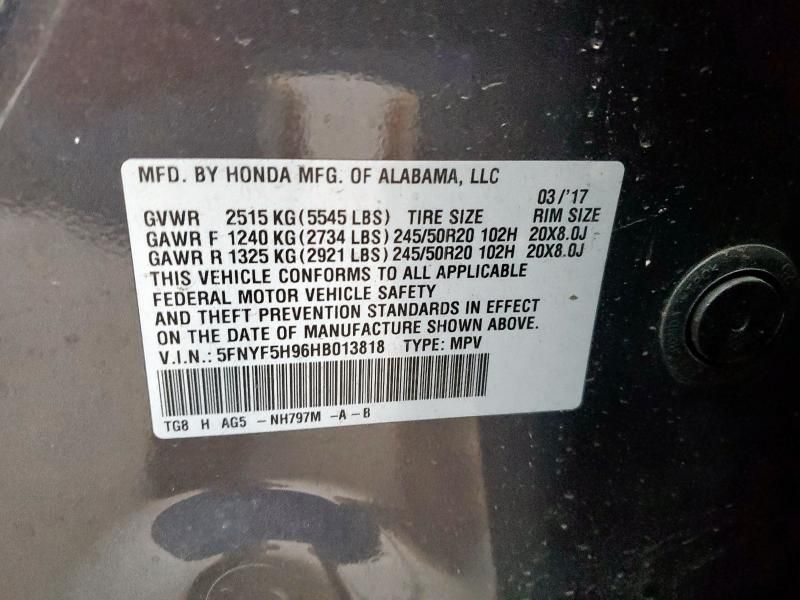 MFD. BY HONDA MFG. OF ALABAMA, LLC
03/'17
GVWR 2515 KG(5545 LBS) TIRE SIZE RIM SIZE
GAWR F 1240 KG(2734 LBS) 245/50R20 102H 20X8.0J
GAWR R 1325 KG(2921 LBS) 245/50R20 102H 20X8.0J
THIS VEHICLE CONFORMS TO ALL APPLICABLE
FEDERAL MOTOR VEHICLE SAFETY
AND THEFT PREVENTION STANDARDS IN EFFECT
ON THE DATE OF MANUFACTURE SHOWN ABOVE.
V.I.N.: 5FNYF5H96HB013818 TYPE: MPV
TG8 H AG5 -NH797M -A-B